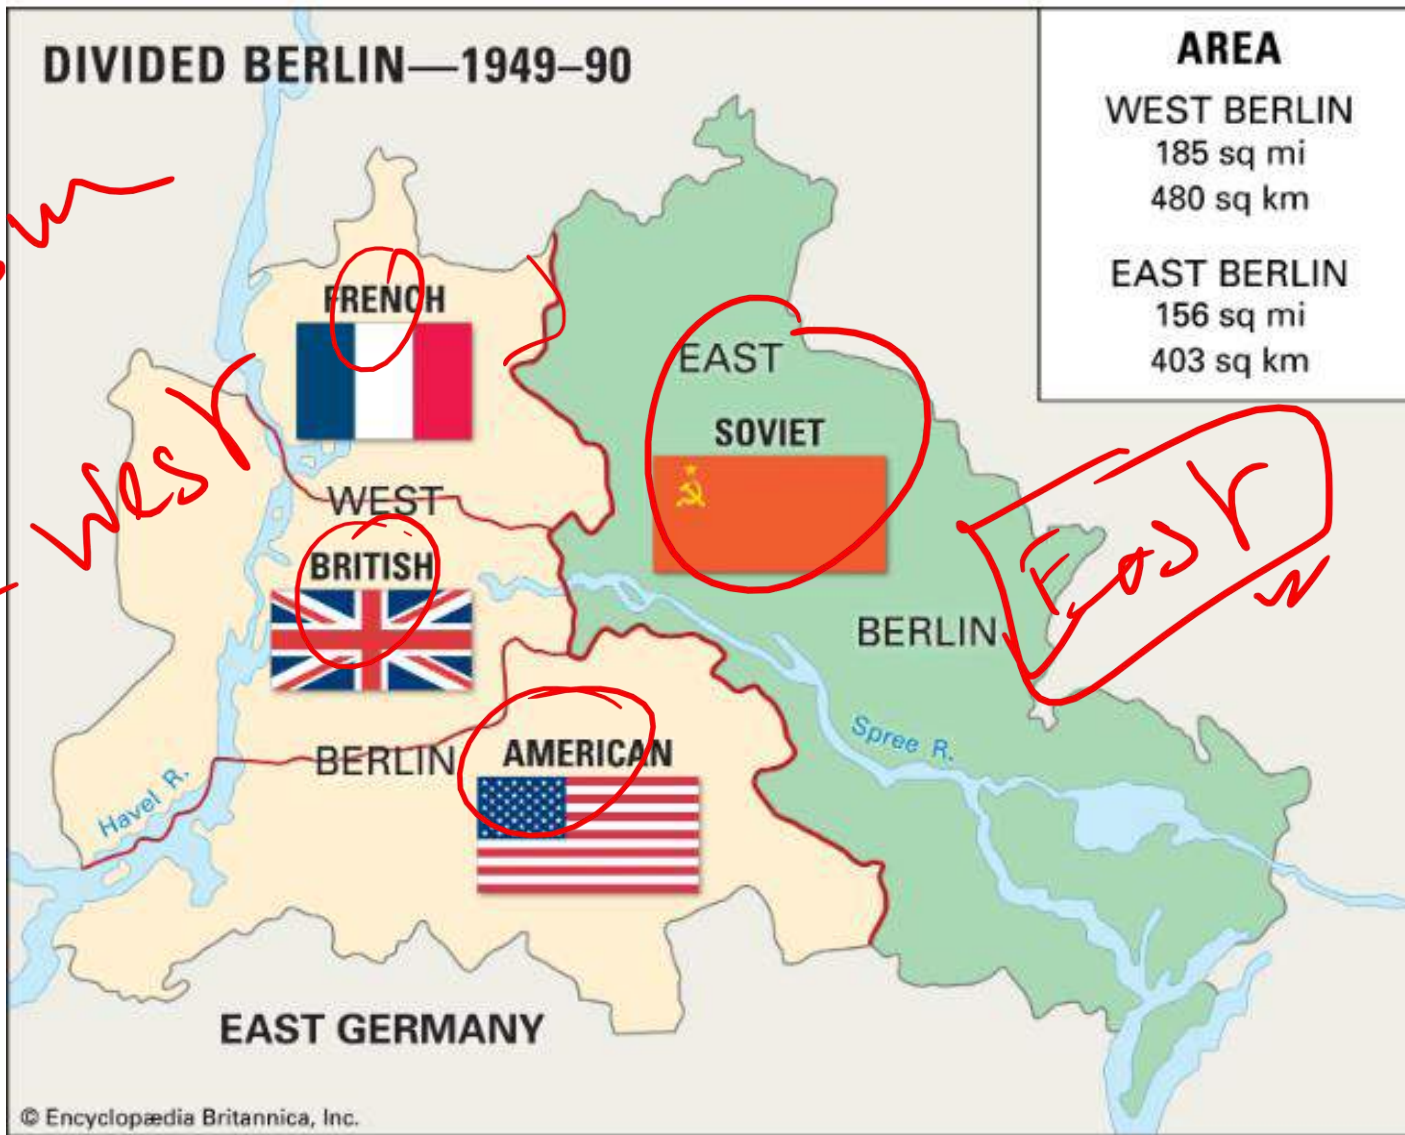 DIVIDED BERLIN—1949–90
AREA
WEST BERLIN
185 sq mi
480 sq km
EAST BERLIN
156 sq mi
403 sq km
FRENCH
EAST
SOVIET
West
WEST
East
BRITISH
BERLIN
AMERICAN
BERLIN
Spree R.
Havel R.
EAST GERMANY
© Encyclopædia Britannica, Inc.